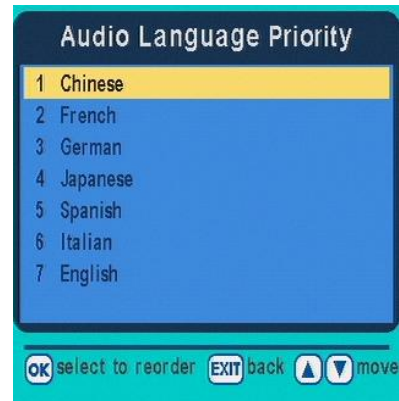 Audio Language Priority
1 Chinese
2 French
3 German
4 Japanese
5 Spanish
6 Italian
7 English
OK select to reorder EXIT back ▲ ▼ move